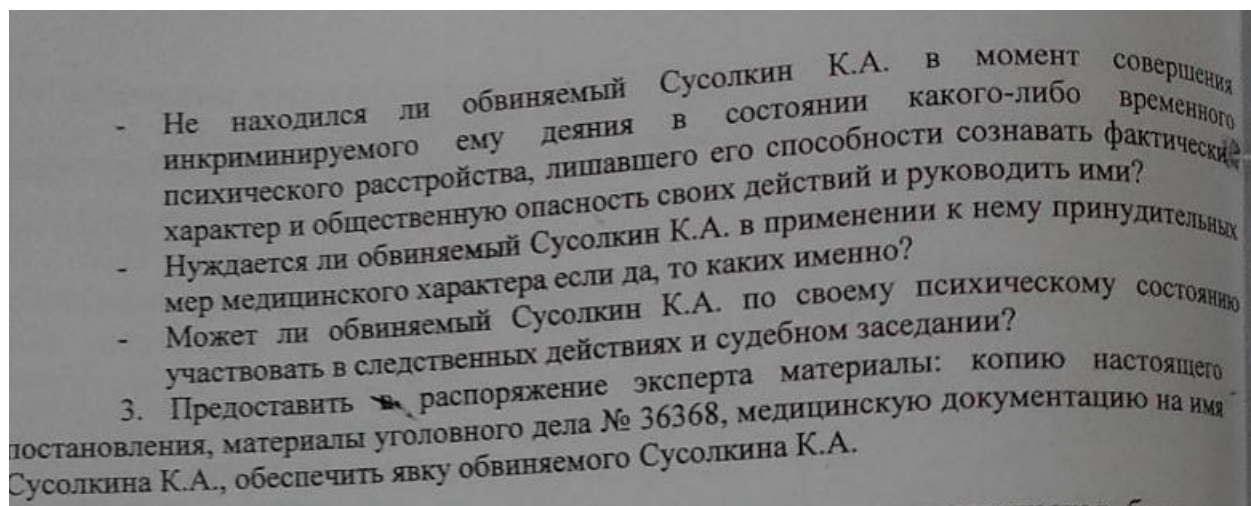 - Не находился ли обвиняемый Сусолкин К.А. в момент совершения
инкриминируемого ему деяния в состоянии какого-либо временного
психического расстройства, лишавшего его способности сознавать фактический
характер и общественную опасность своих действий и руководить ими?
- Нуждается ли обвиняемый Сусолкин К.А. в применении к нему принудительных
мер медицинского характера если да, то каких именно?
- Может ли обвиняемый Сусолкин К.А. по своему психическому состоянию
участвовать в следственных действиях и судебном заседании?
3. Предоставить в распоряжение эксперта материалы: копию настоящего
постановления, материалы уголовного дела № 36368, медицинскую документацию на имя
Сусолкина К.А., обеспечить явку обвиняемого Сусолкина К.А.